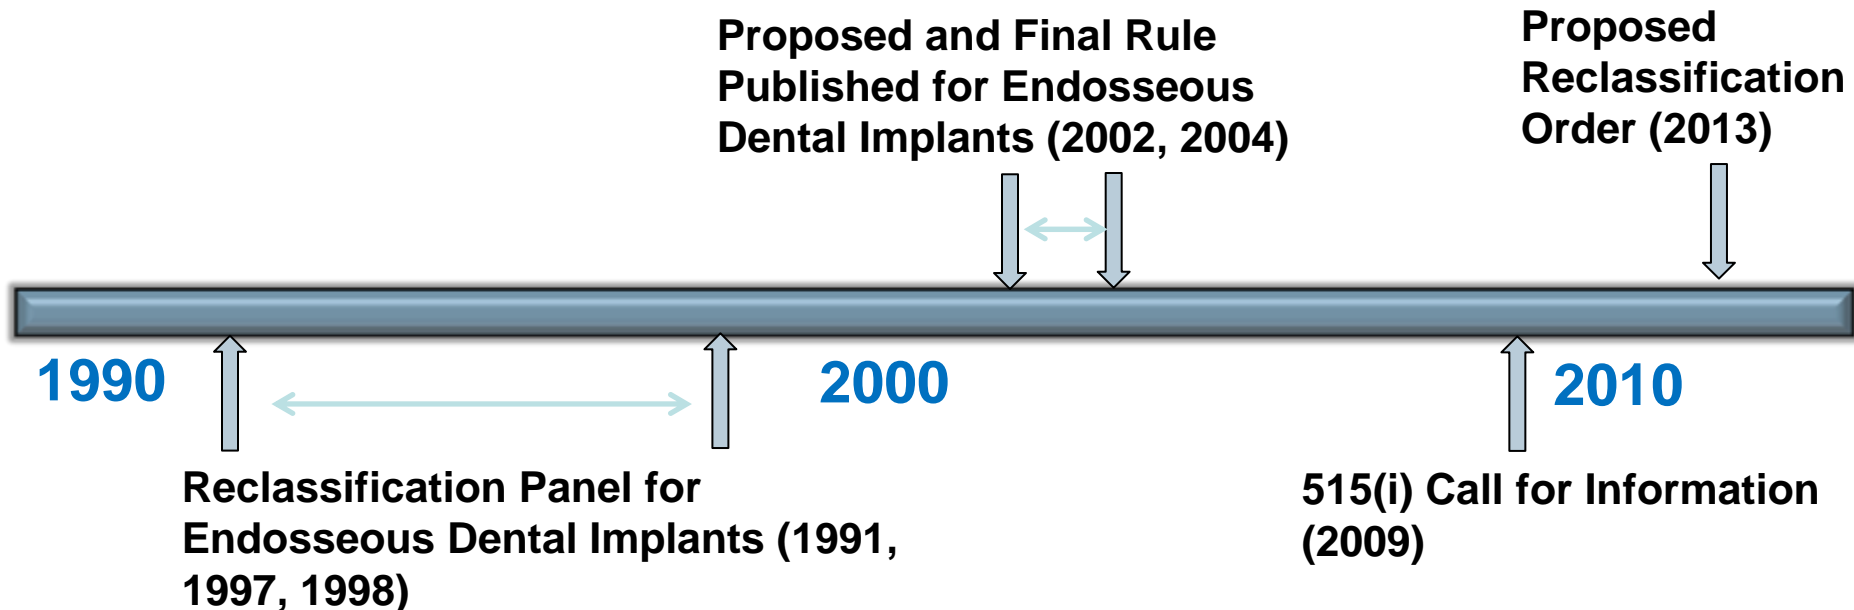 Proposed and Final Rule
Published for Endosseous
Dental Implants (2002, 2004)
Proposed
Reclassification
Order (2013)
1990
2000
2010
Reclassification Panel for
Endosseous Dental Implants (1991,
1997, 1998)
515(i) Call for Information
(2009)